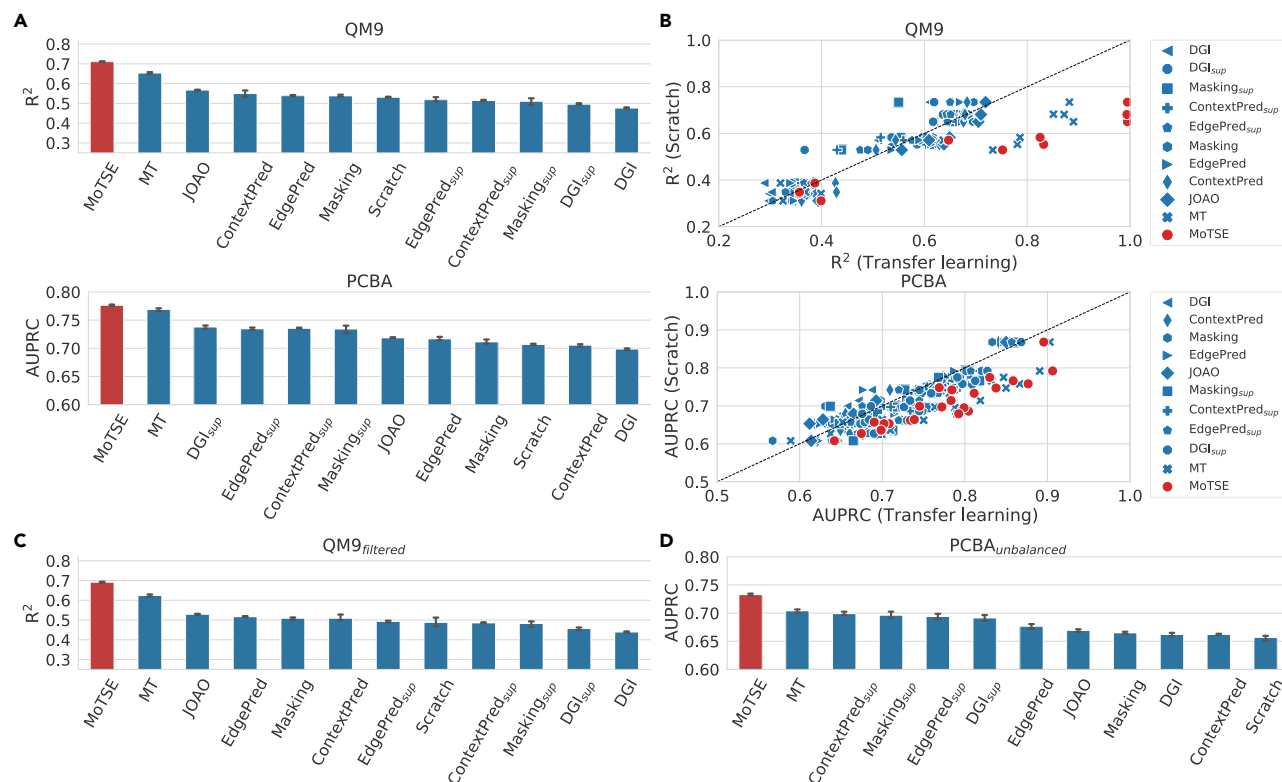 A
QM9
R²
0.8
0.7
0.6
0.5
0.4
0.3
MoTSE
MT
JOAO
ContextPred
EdgePred
Masking
Scratch
EdgePred_sup
ContextPred_sup
Masking_sup
DGI_sup
DGI
PCBA
AUPRC
0.80
0.75
0.70
0.65
0.60
MoTSE
MT
DGI_sup
EdgePred_sup
ContextPred_sup
Masking_sup
JOAO
EdgePred
Masking
Scratch
ContextPred
DGI
B
QM9
R² (Scratch)
1.0
0.8
0.6
0.4
0.2
0.2
0.4
0.6
0.8
1.0
R² (Transfer learning)
DGI
DGI_sup
Masking_sup
ContextPred_sup
EdgePred_sup
Masking
EdgePred
ContextPred
JOAO
MT
MoTSE
PCBA
AUPRC (Scratch)
1.0
0.9
0.8
0.7
0.6
0.5
0.5
0.6
0.7
0.8
0.9
1.0
AUPRC (Transfer learning)
DGI
ContextPred
Masking
EdgePred
JOAO
Masking_sup
ContextPred_sup
EdgePred_sup
DGI_sup
MT
MoTSE
C
QM9_filtered
R²
0.8
0.7
0.6
0.5
0.4
0.3
MoTSE
MT
JOAO
EdgePred
Masking
ContextPred
EdgePred_sup
Scratch
ContextPred_sup
Masking_sup
DGI_sup
DGI
D
PCBA_unbalanced
AUPRC
0.80
0.75
0.70
0.65
0.60
MoTSE
MT
ContextPred_sup
Masking_sup
EdgePred_sup
DGI_sup
EdgePred
JOAO
Masking
DGI
ContextPred
Scratch